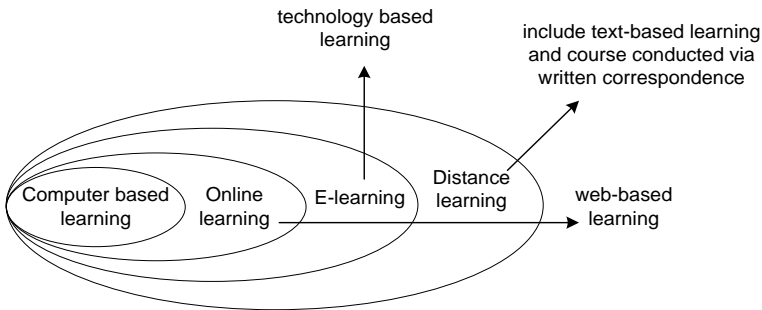 technology based
learning
include text-based learning
and course conducted via
written correspondence
Computer based
learning
Online
learning
E-learning
Distance
learning
web-based
learning